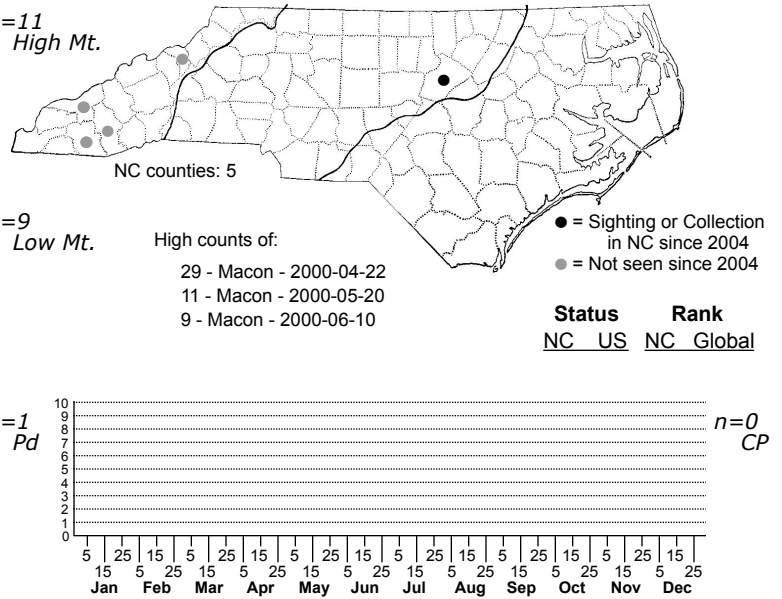 =11
High Mt.
NC counties: 5
=9
Low Mt.
High counts of:
29 - Macon - 2000-04-22
11 - Macon - 2000-05-20
9 - Macon - 2000-06-10
● = Sighting or Collection
in NC since 2004
● = Not seen since 2004
Status Rank
NC US NC Global
=1
Pd
10
9
8
7
6
5
4
3
2
1
0
n=0
CP
5 25 15 5 25 15 5 25 15 5 25 15 5 25 15 5 25 15
15 5 25 15 5 25 15 5 25 15 5 25 15 5 25 15 5 25
Jan Feb Mar Apr May Jun Jul Aug Sep Oct Nov Dec